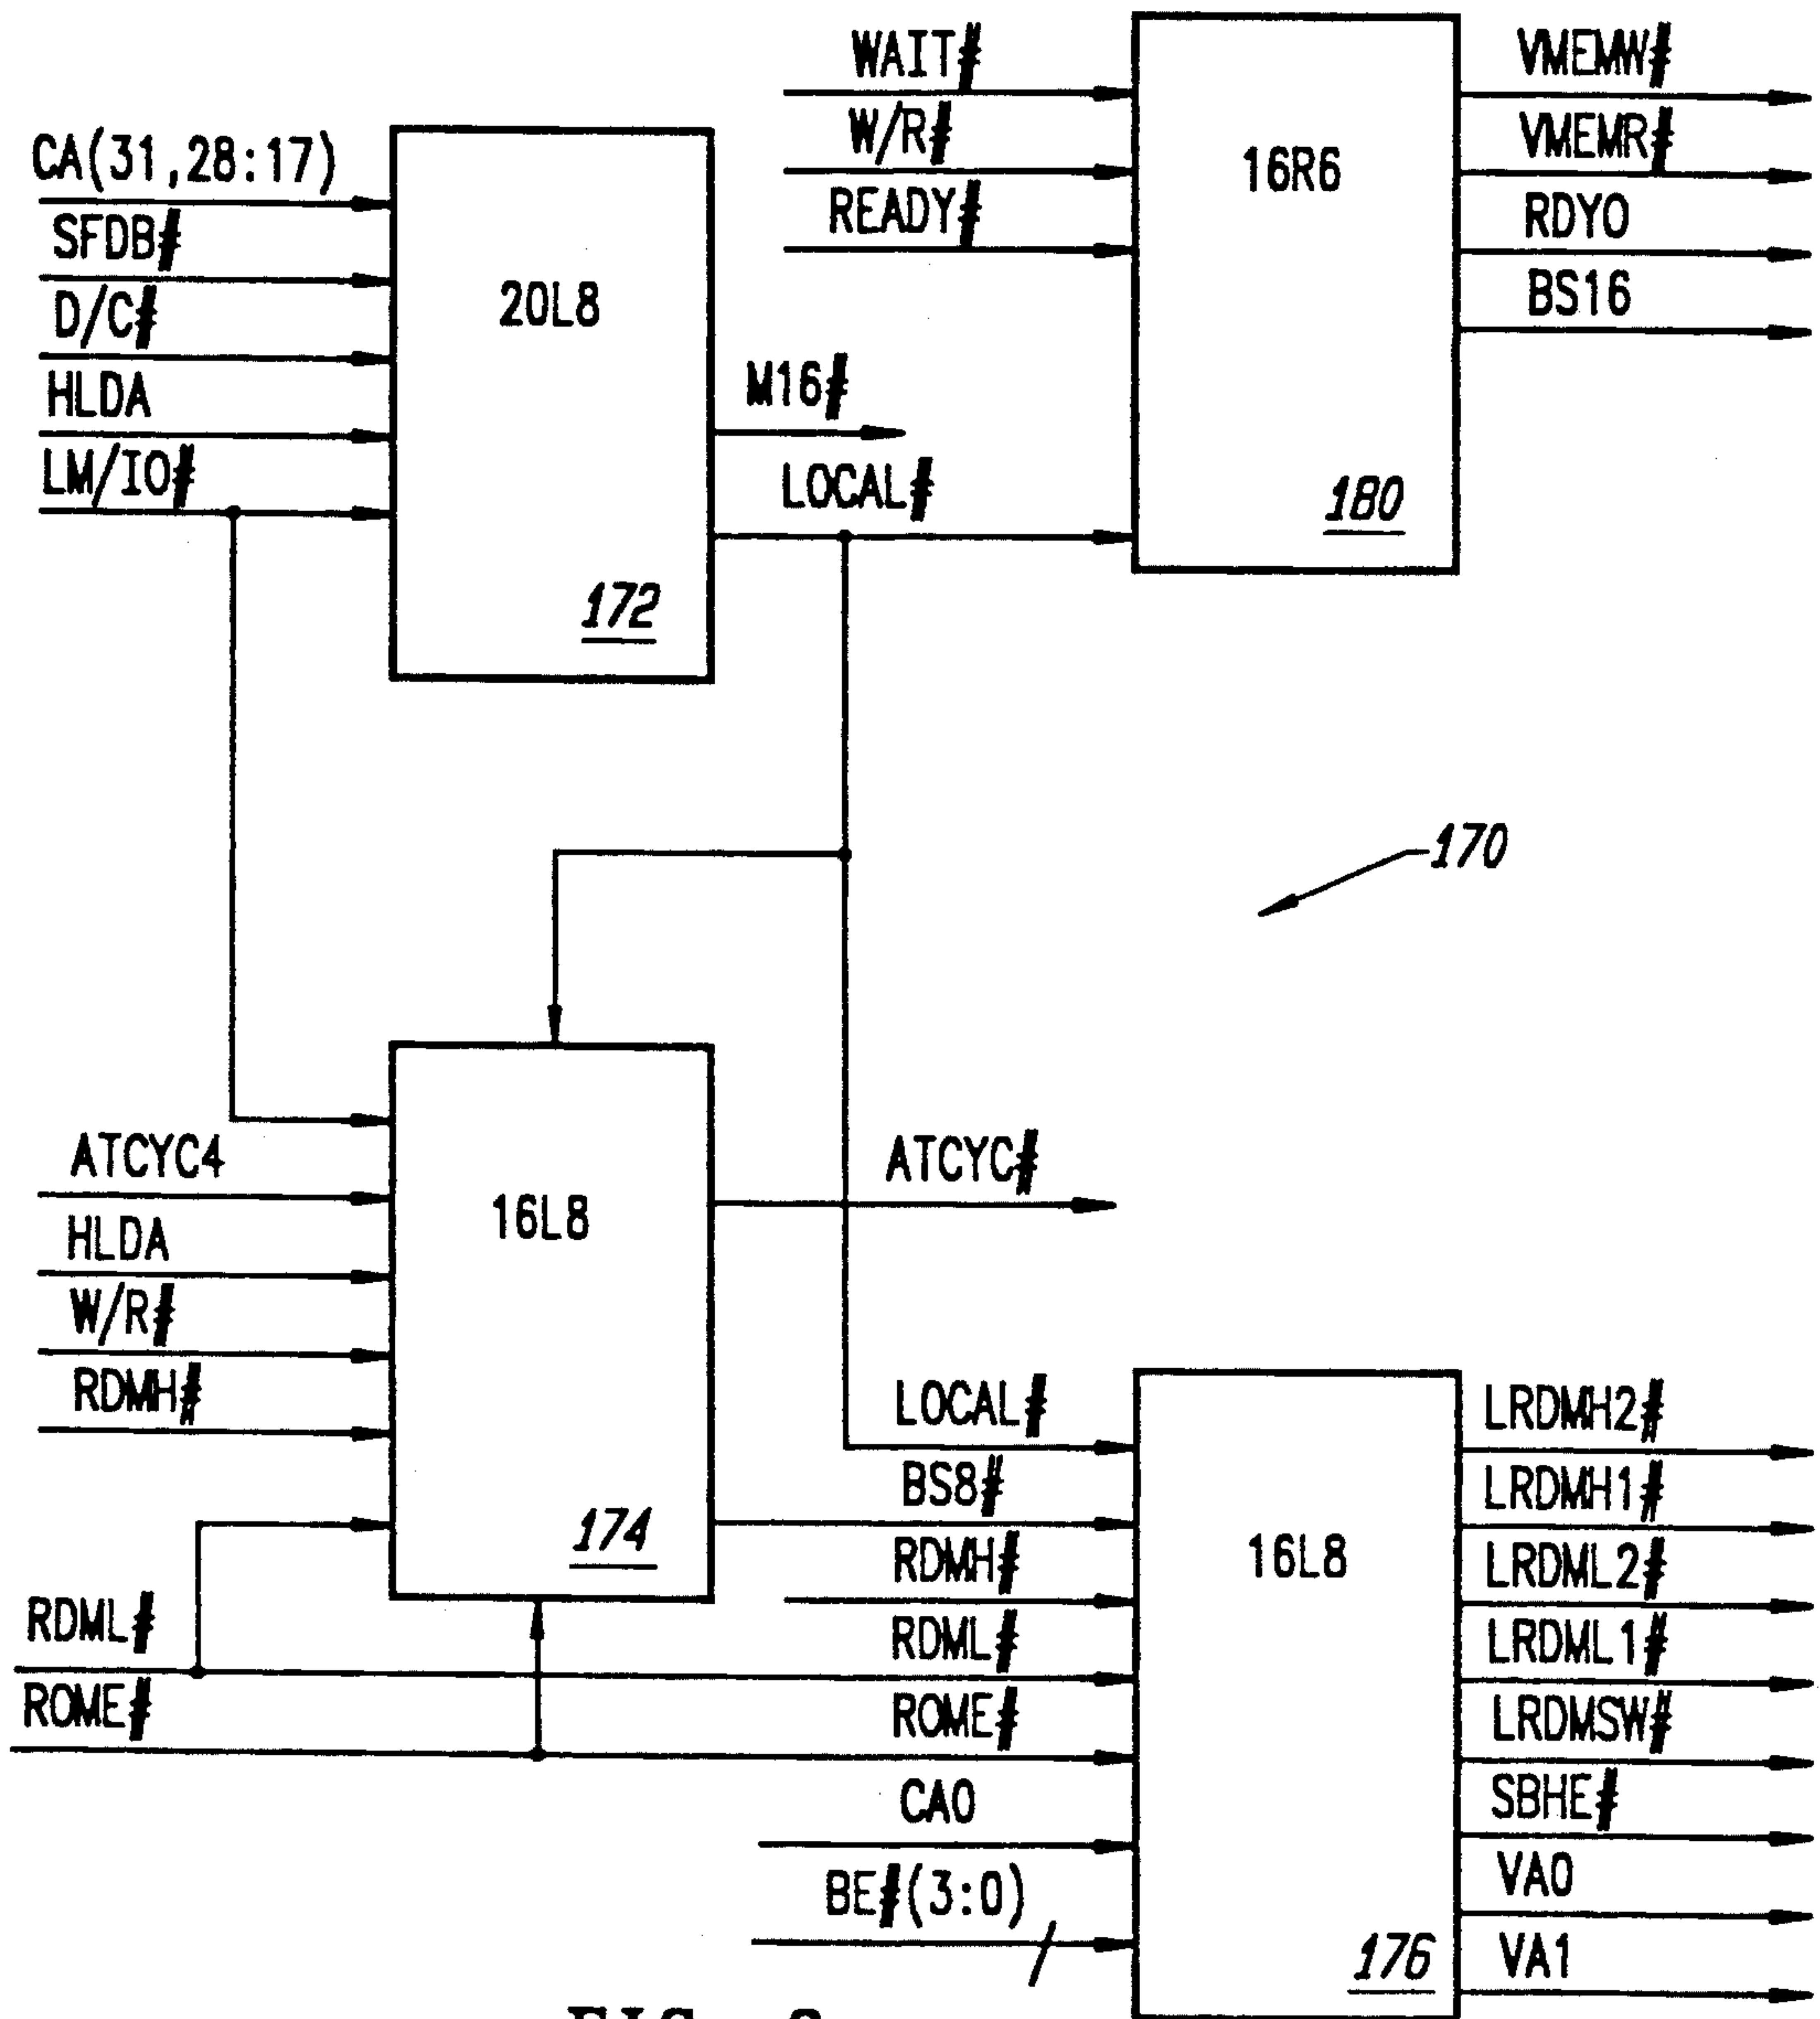 WAIT#
W/R#
READY#
16R6
180
VMEMW#
VMEMR#
RDYO
BS16
CA(31,28:17)
SFDB#
D/C#
HLDA
LM/IO#
20L8
172
M16#
LOCAL#
170
ATCYC4
HLDA
W/R#
RDMH#
RDML#
ROME#
16L8
174
ATCYC#
LOCAL#
BS8#
RDMH#
RDML#
ROME#
CA0
BE#(3:0)
16L8
176
LRDMH2#
LRDMH1#
LRDML2#
LRDML1#
LRDMSW#
SBHE#
VA0
VA1